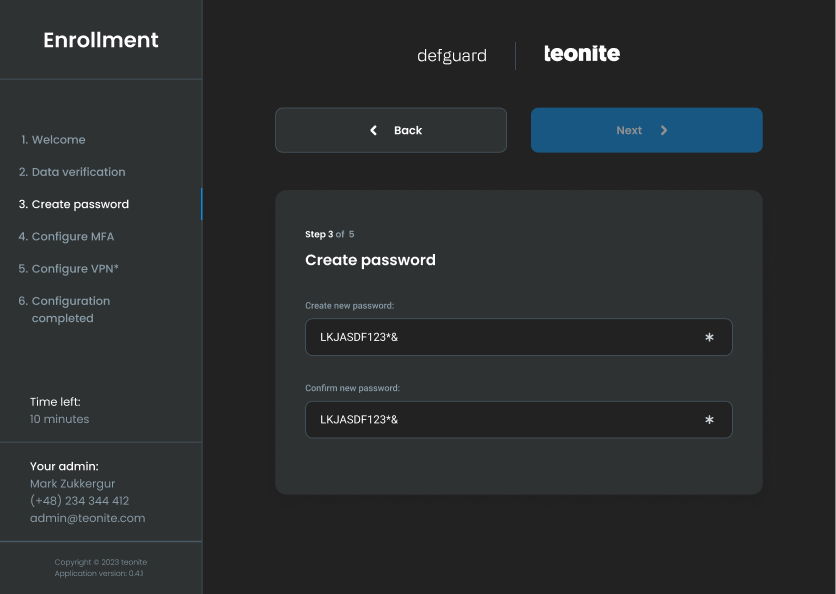 Enrollment
1. Welcome
2. Data verification
3. Create password
4. Configure MFA
5. Configure VPN*
6. Configuration
completed
Time left:
10 minutes
Your admin:
Mark Zukkergur
(+48) 234 344 412
admin@teonite.com
Copyright © 2023 teonite
Application version: 0.4.1
defguard
teonite
Back
Next
Step 3 of 5
Create password
Create new password:
LKJASDF123*&
Confirm new password:
LKJASDF123*&